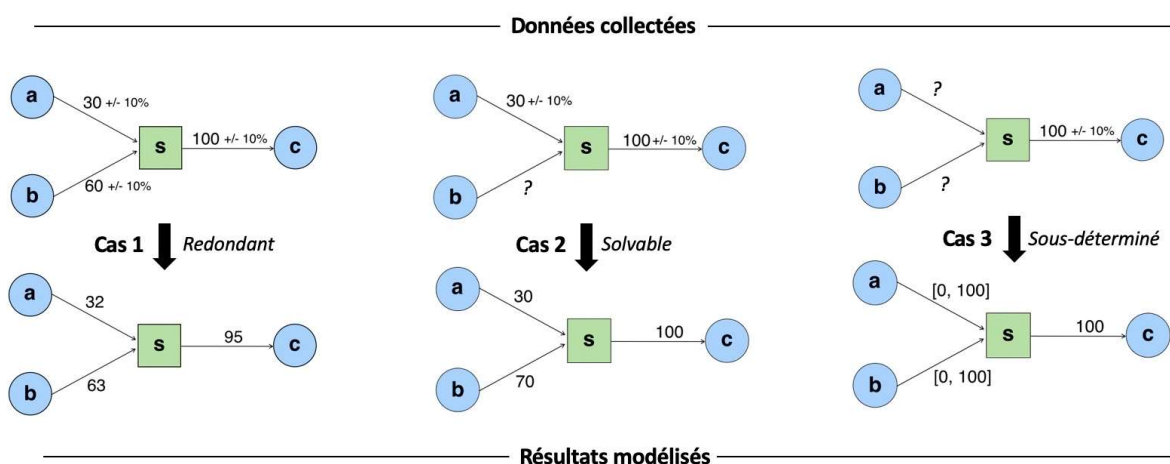 Données collectées
a
30 +/- 10%
s
100 +/- 10%
c
b
60 +/- 10%
Cas 1
Redondant
a
32
s
95
c
b
63
a
30 +/- 10%
s
100 +/- 10%
c
b
?
Cas 2
Solvable
a
30
s
100
c
b
70
a
?
s
100 +/- 10%
c
b
?
Cas 3
Sous-déterminé
a
[0, 100]
s
100
c
b
[0, 100]
Résultats modélisés